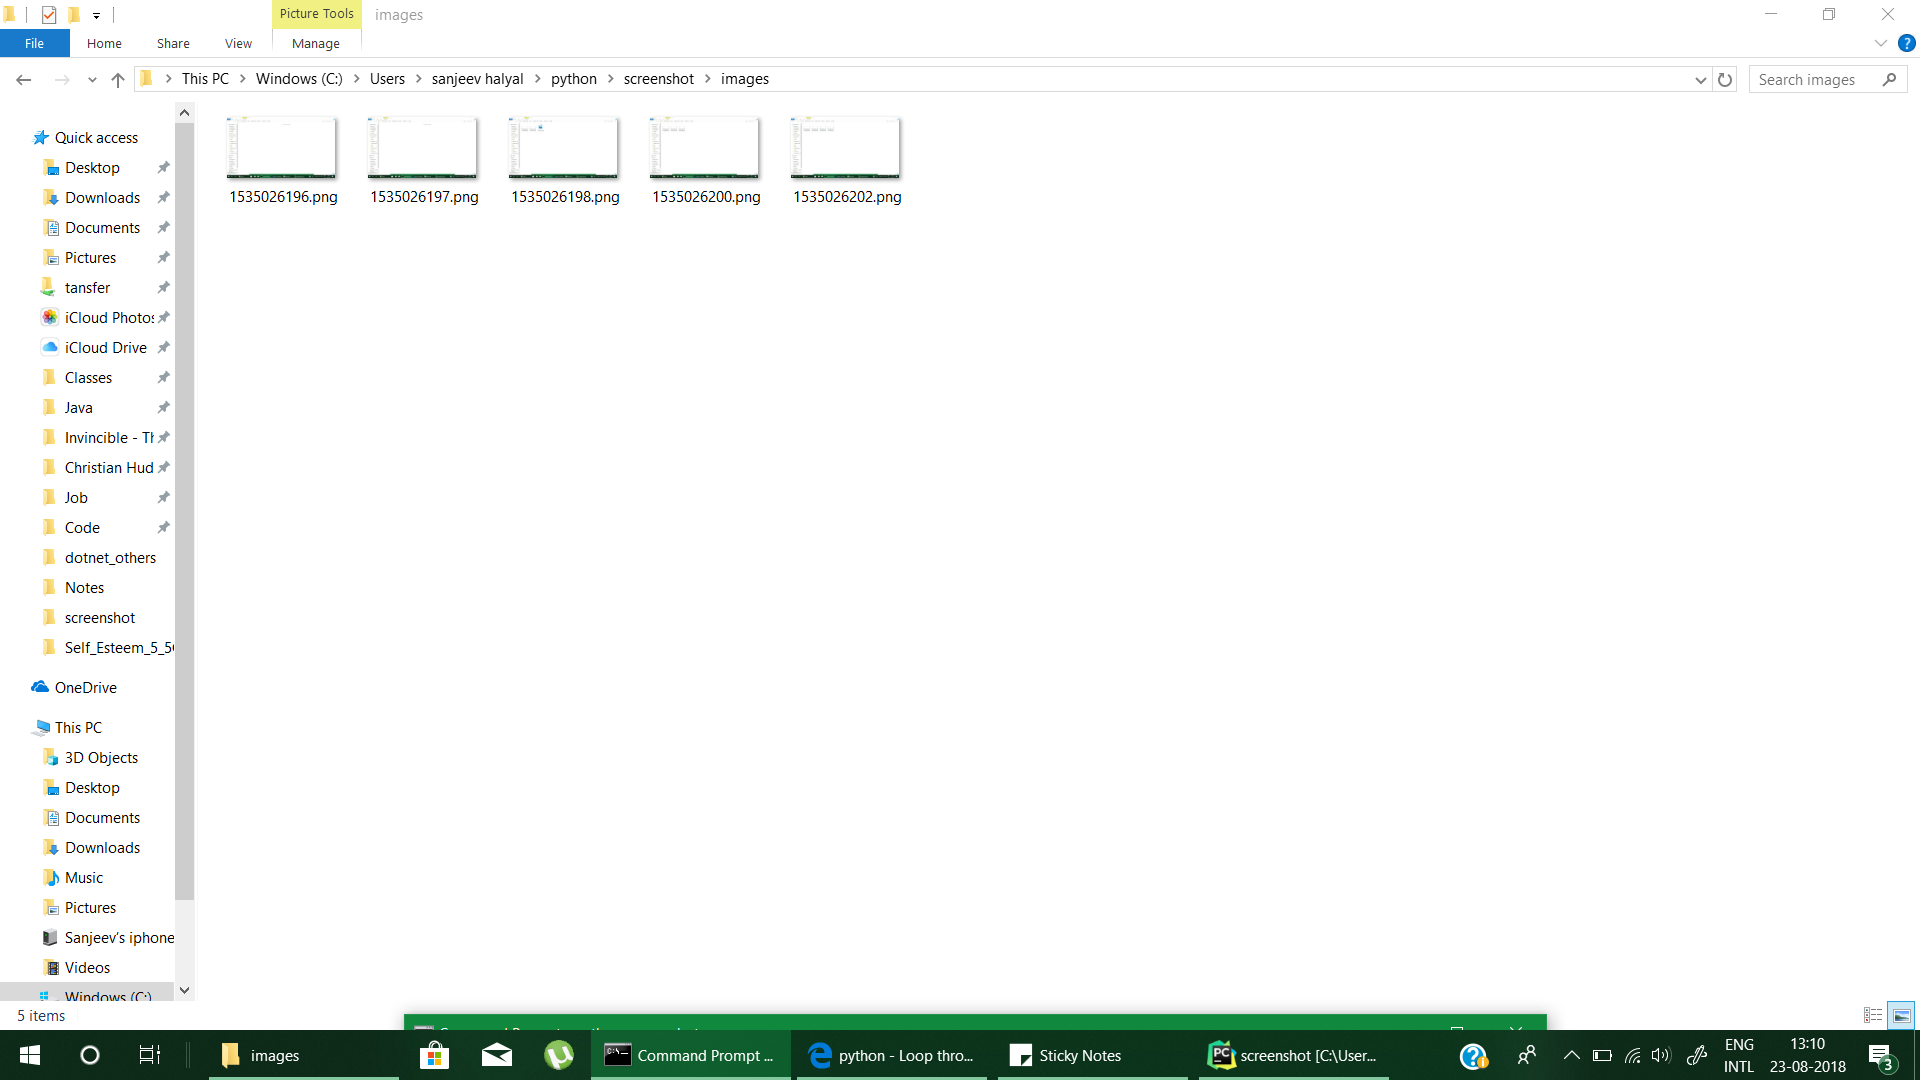 Picture Tools
images
File
Home
Share
View
Manage
This PC
Windows (C:)
Users
sanjeev halyal
python
screenshot
images
Search images
Quick access
Desktop
Downloads
Documents
Pictures
tansfer
iCloud Photos
iCloud Drive
Classes
Java
Invincible - Th
Christian Hud
Job
Code
dotnet_others
Notes
screenshot
Self_Esteem_5_5
OneDrive
This PC
3D Objects
Desktop
Documents
Downloads
Music
Pictures
Sanjeev's iphone
Videos
Windows (C:)
1535026196.png
1535026197.png
1535026198.png
1535026200.png
1535026202.png
5 items
images
Command Prompt ...
python - Loop thro...
Sticky Notes
screenshot [C:\User...
ENG
INTL
13:10
23-08-2018
3